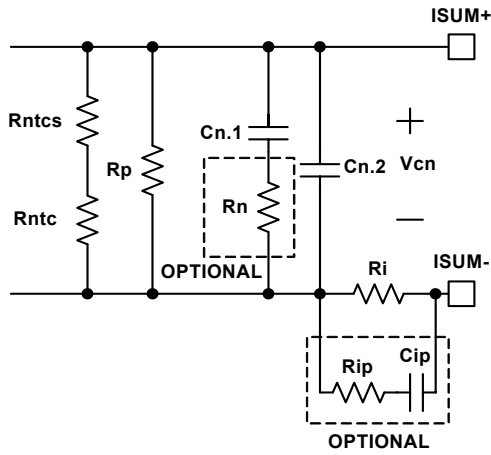 ISUM+
Rntcs
Cn.1
+
Rp
Cn.2
Vcn
Rn
Rntc
−
OPTIONAL
Ri
ISUM-
Rip
Cip
OPTIONAL